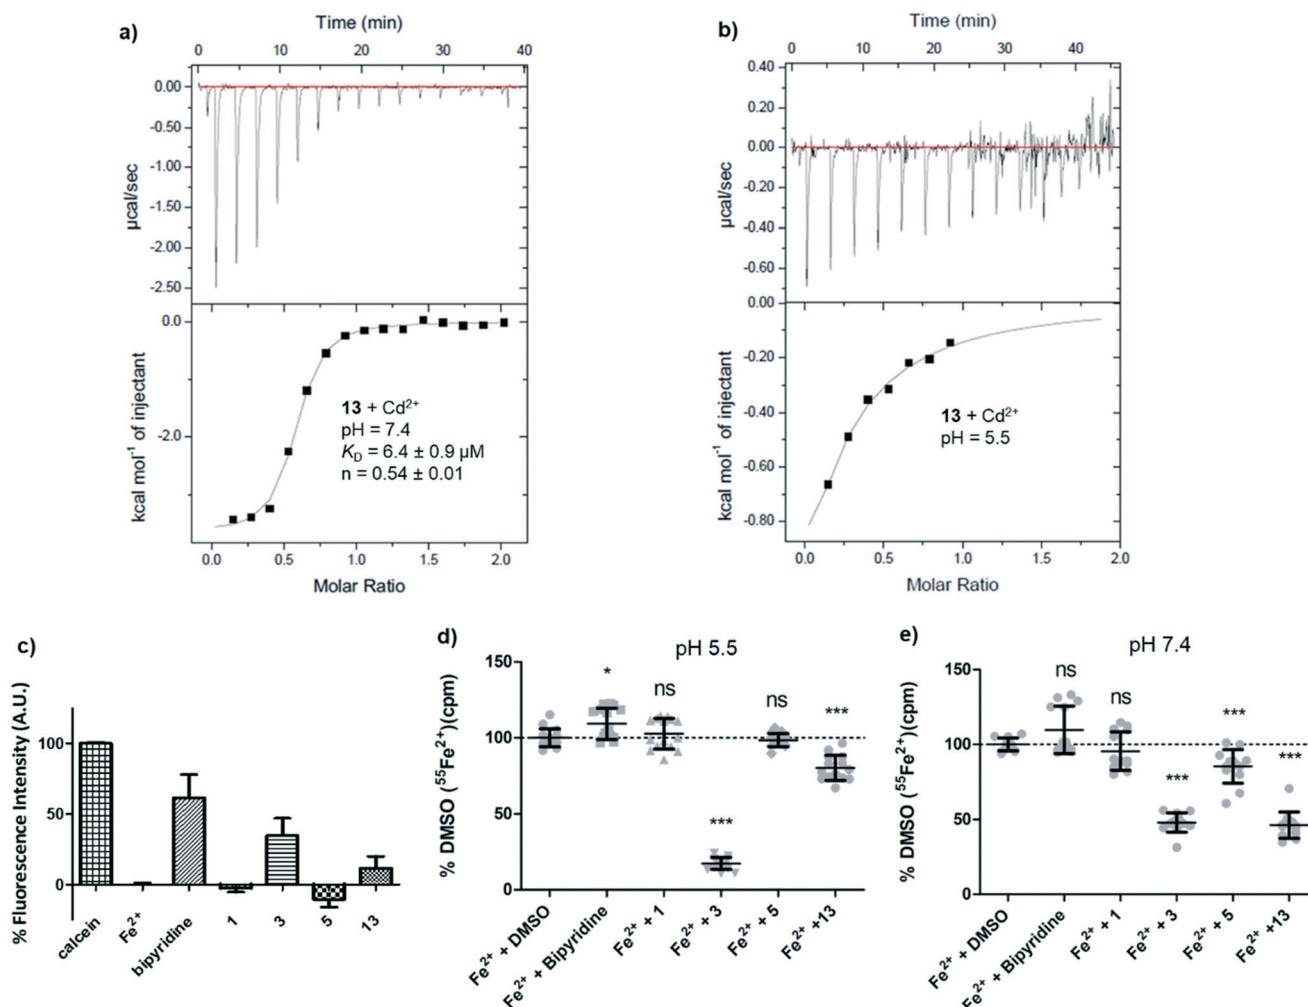 a)
Time (min)
0 10 20 30 40
0.00
-0.50
-1.00
-1.50
-2.00
-2.50
µcal/sec
0.0
-2.0
kcal mol⁻¹ of injectant
13 + Cd²⁺
pH = 7.4
K_D = 6.4 ± 0.9 µM
n = 0.54 ± 0.01
0.0 0.5 1.0 1.5 2.0
Molar Ratio
b)
Time (min)
0 10 20 30 40
0.40
0.20
0.00
-0.20
-0.40
-0.60
µcal/sec
0.00
-0.20
-0.40
-0.60
-0.80
kcal mol⁻¹ of injectant
13 + Cd²⁺
pH = 5.5
0.0 0.5 1.0 1.5 2.0
Molar Ratio
c)
% Fluorescence Intensity (A.U.)
100
50
0
calcein
Fe²⁺
bipyridine
1
3
5
13
d)
pH 5.5
% DMSO (⁵⁵Fe²⁺)(cpm)
150
100
50
0
* ns *** ns ***
Fe²⁺ + DMSO
Fe²⁺ + Bipyridine
Fe²⁺ + 1
Fe²⁺ + 3
Fe²⁺ + 5
Fe²⁺ +13
e)
pH 7.4
% DMSO (⁵⁵Fe²⁺)(cpm)
150
100
50
0
ns ns *** *** ***
Fe²⁺ + DMSO
Fe²⁺ + Bipyridine
Fe²⁺ + 1
Fe²⁺ + 3
Fe²⁺ + 5
Fe²⁺ +13